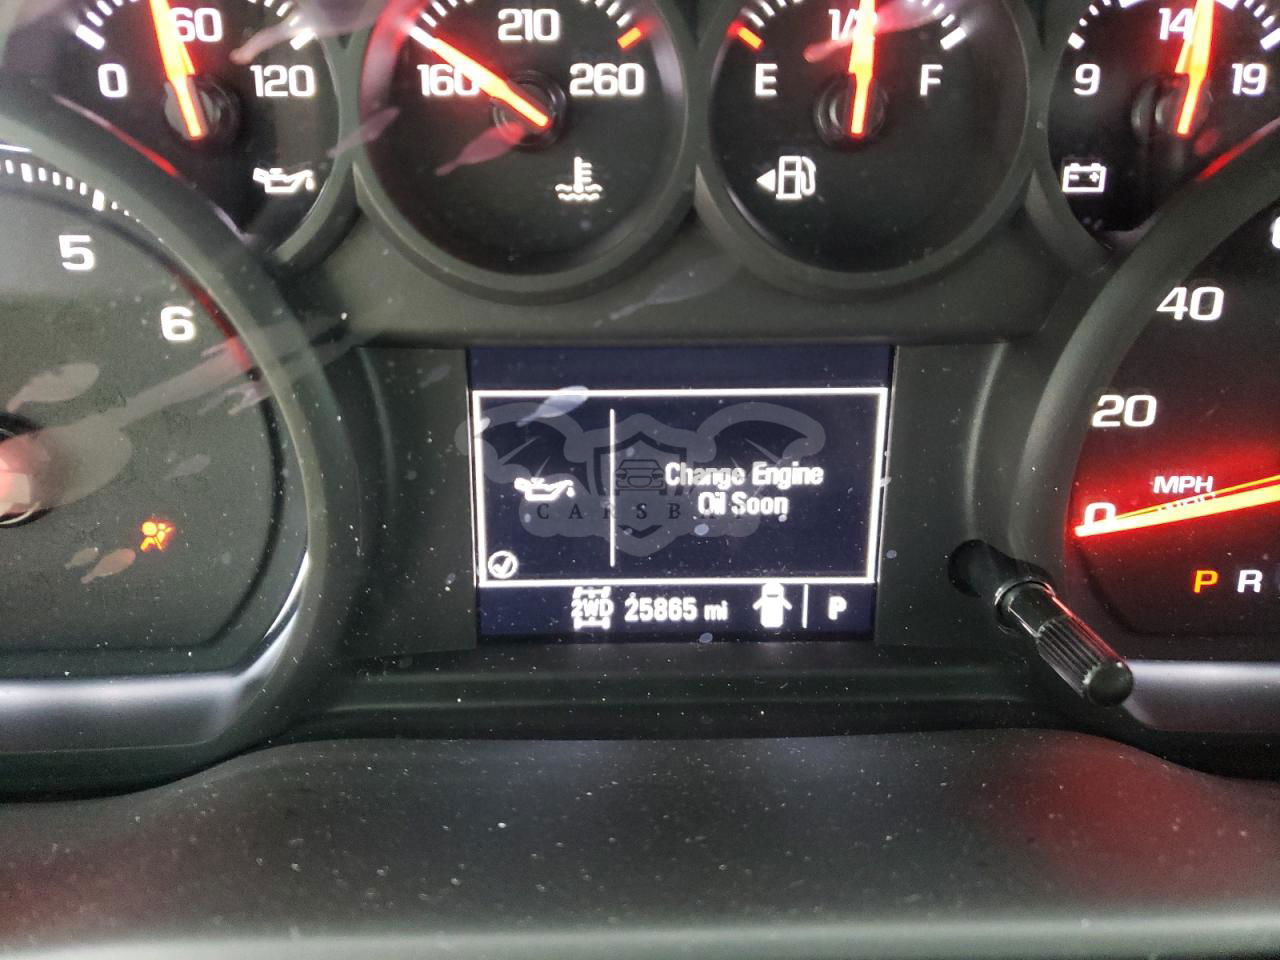 0 60 120
160 210 260
E 1/2 F
9 14 19
5
6
40
20
0
MPH
Change Engine
Oil Soon
CARSBA
2WD 25865 mi P
P R